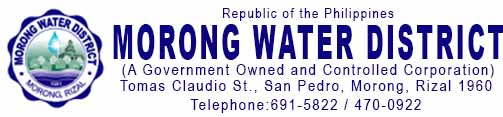 MORONG WATER DISTRICT
MORONG, RIZAL
Republic of the Philippines
MORONG WATER DISTRICT
(A Government Owned and Controlled Corporation)
Tomas Claudio St., San Pedro, Morong, Rizal 1960
Telephone:691-5822 / 470-0922